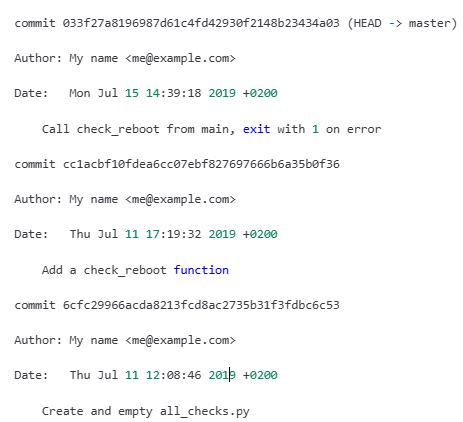 commit 033f27a8196987d61c4fd42930f2148b23434a03 (HEAD -> master)
Author: My name <me@example.com>
Date:   Mon Jul 15 14:39:18 2019 +0200
    Call check_reboot from main, exit with 1 on error
commit cc1acbf10fdea6cc07ebf827697666b6a35b0f36
Author: My name <me@example.com>
Date:   Thu Jul 11 17:19:32 2019 +0200
    Add a check_reboot function
commit 6cfc29966acda8213fcd8ac2735b31f3fdbc6c53
Author: My name <me@example.com>
Date:   Thu Jul 11 12:08:46 2019 +0200
    Create and empty all_checks.py